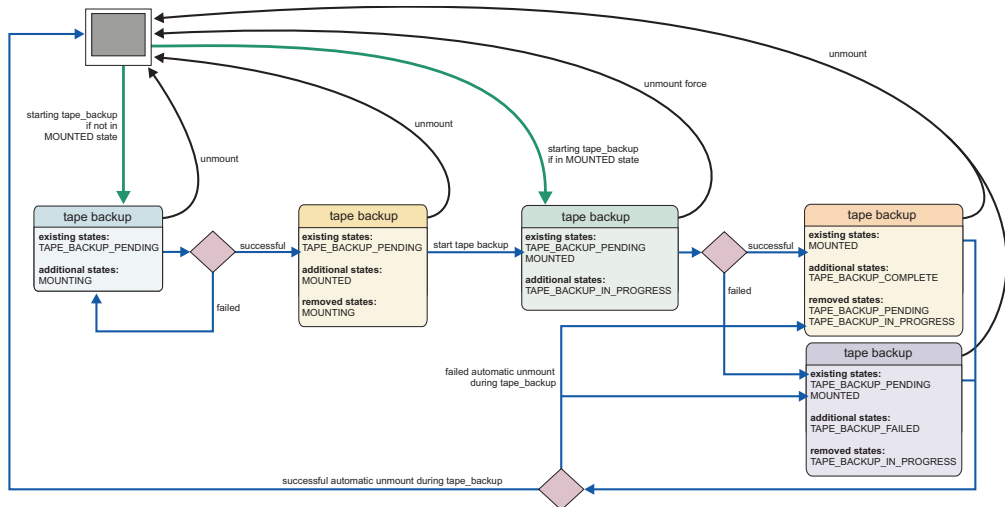 unmount
unmount force
starting tape_backup
if not in
MOUNTED state
unmount
unmount
starting tape_backup
if in MOUNTED state
tape backup
existing states:
TAPE_BACKUP_PENDING
additional states:
MOUNTING
successful
failed
tape backup
existing states:
TAPE_BACKUP_PENDING
additional states:
MOUNTED
removed states:
MOUNTING
start tape backup
tape backup
existing states:
TAPE_BACKUP_PENDING
MOUNTED
additional states:
TAPE_BACKUP_IN_PROGRESS
successful
failed
tape backup
existing states:
MOUNTED
additional states:
TAPE_BACKUP_COMPLETE
removed states:
TAPE_BACKUP_PENDING
TAPE_BACKUP_IN_PROGRESS
tape backup
existing states:
TAPE_BACKUP_PENDING
MOUNTED
additional states:
TAPE_BACKUP_FAILED
removed states:
TAPE_BACKUP_IN_PROGRESS
failed automatic unmount
during tape_backup
successful automatic unmount during tape_backup